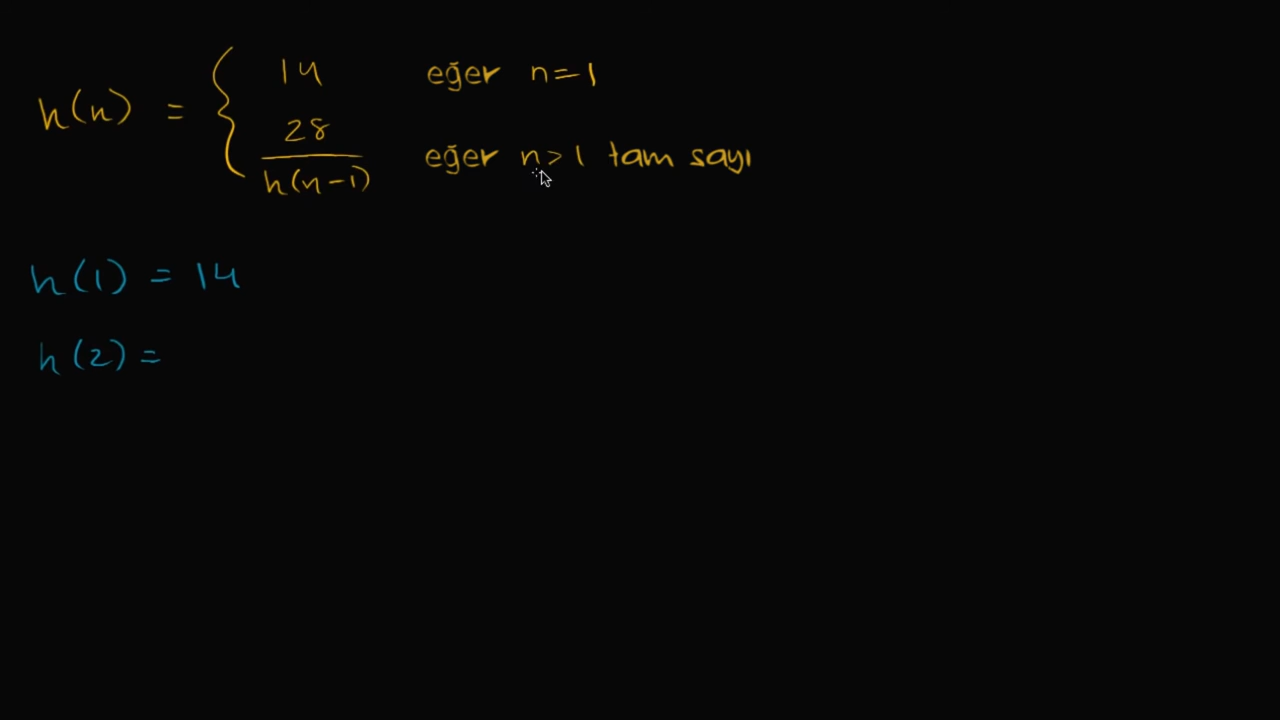 h(n) = { 14 eğer n=1
28 / h(n-1) eğer n>1 tam sayı
h(1) = 14
h(2) =